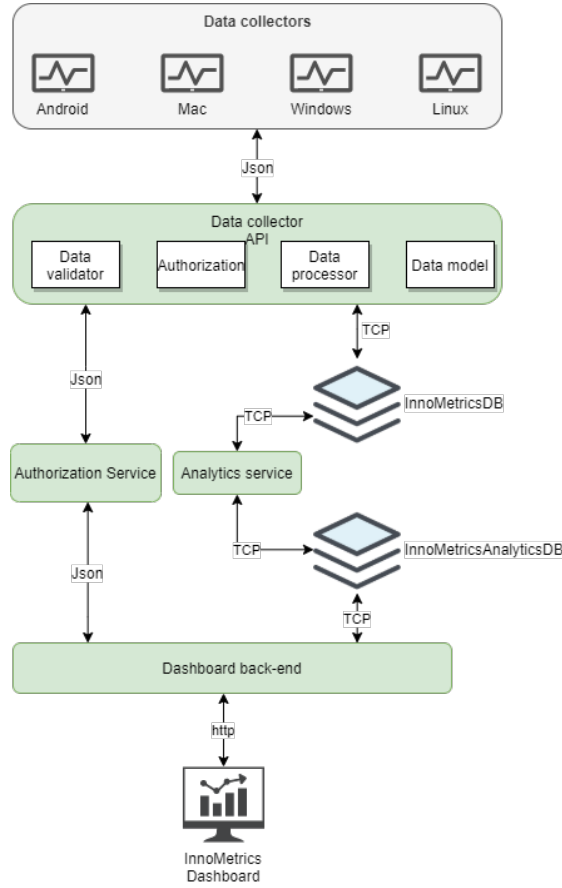 Data collectors
Android
Mac
Windows
Linux
Json
Data collector
API
Data
validator
Authorization
Data
processor
Data model
TCP
Json
InnoMetricsDB
TCP
Authorization Service
Analytics service
TCP
InnoMetricsAnalyticsDB
Json
TCP
Dashboard back-end
http
InnoMetrics
Dashboard